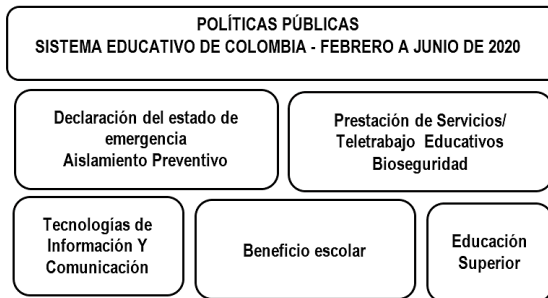 POLÍTICAS PÚBLICAS
SISTEMA EDUCATIVO DE COLOMBIA - FEBRERO A JUNIO DE 2020
Declaración del estado de
emergencia
Aislamiento Preventivo
Prestación de Servicios/
Teletrabajo Educativos
Bioseguridad
Tecnologías de
Información Y
Comunicación
Beneficio escolar
Educación
Superior